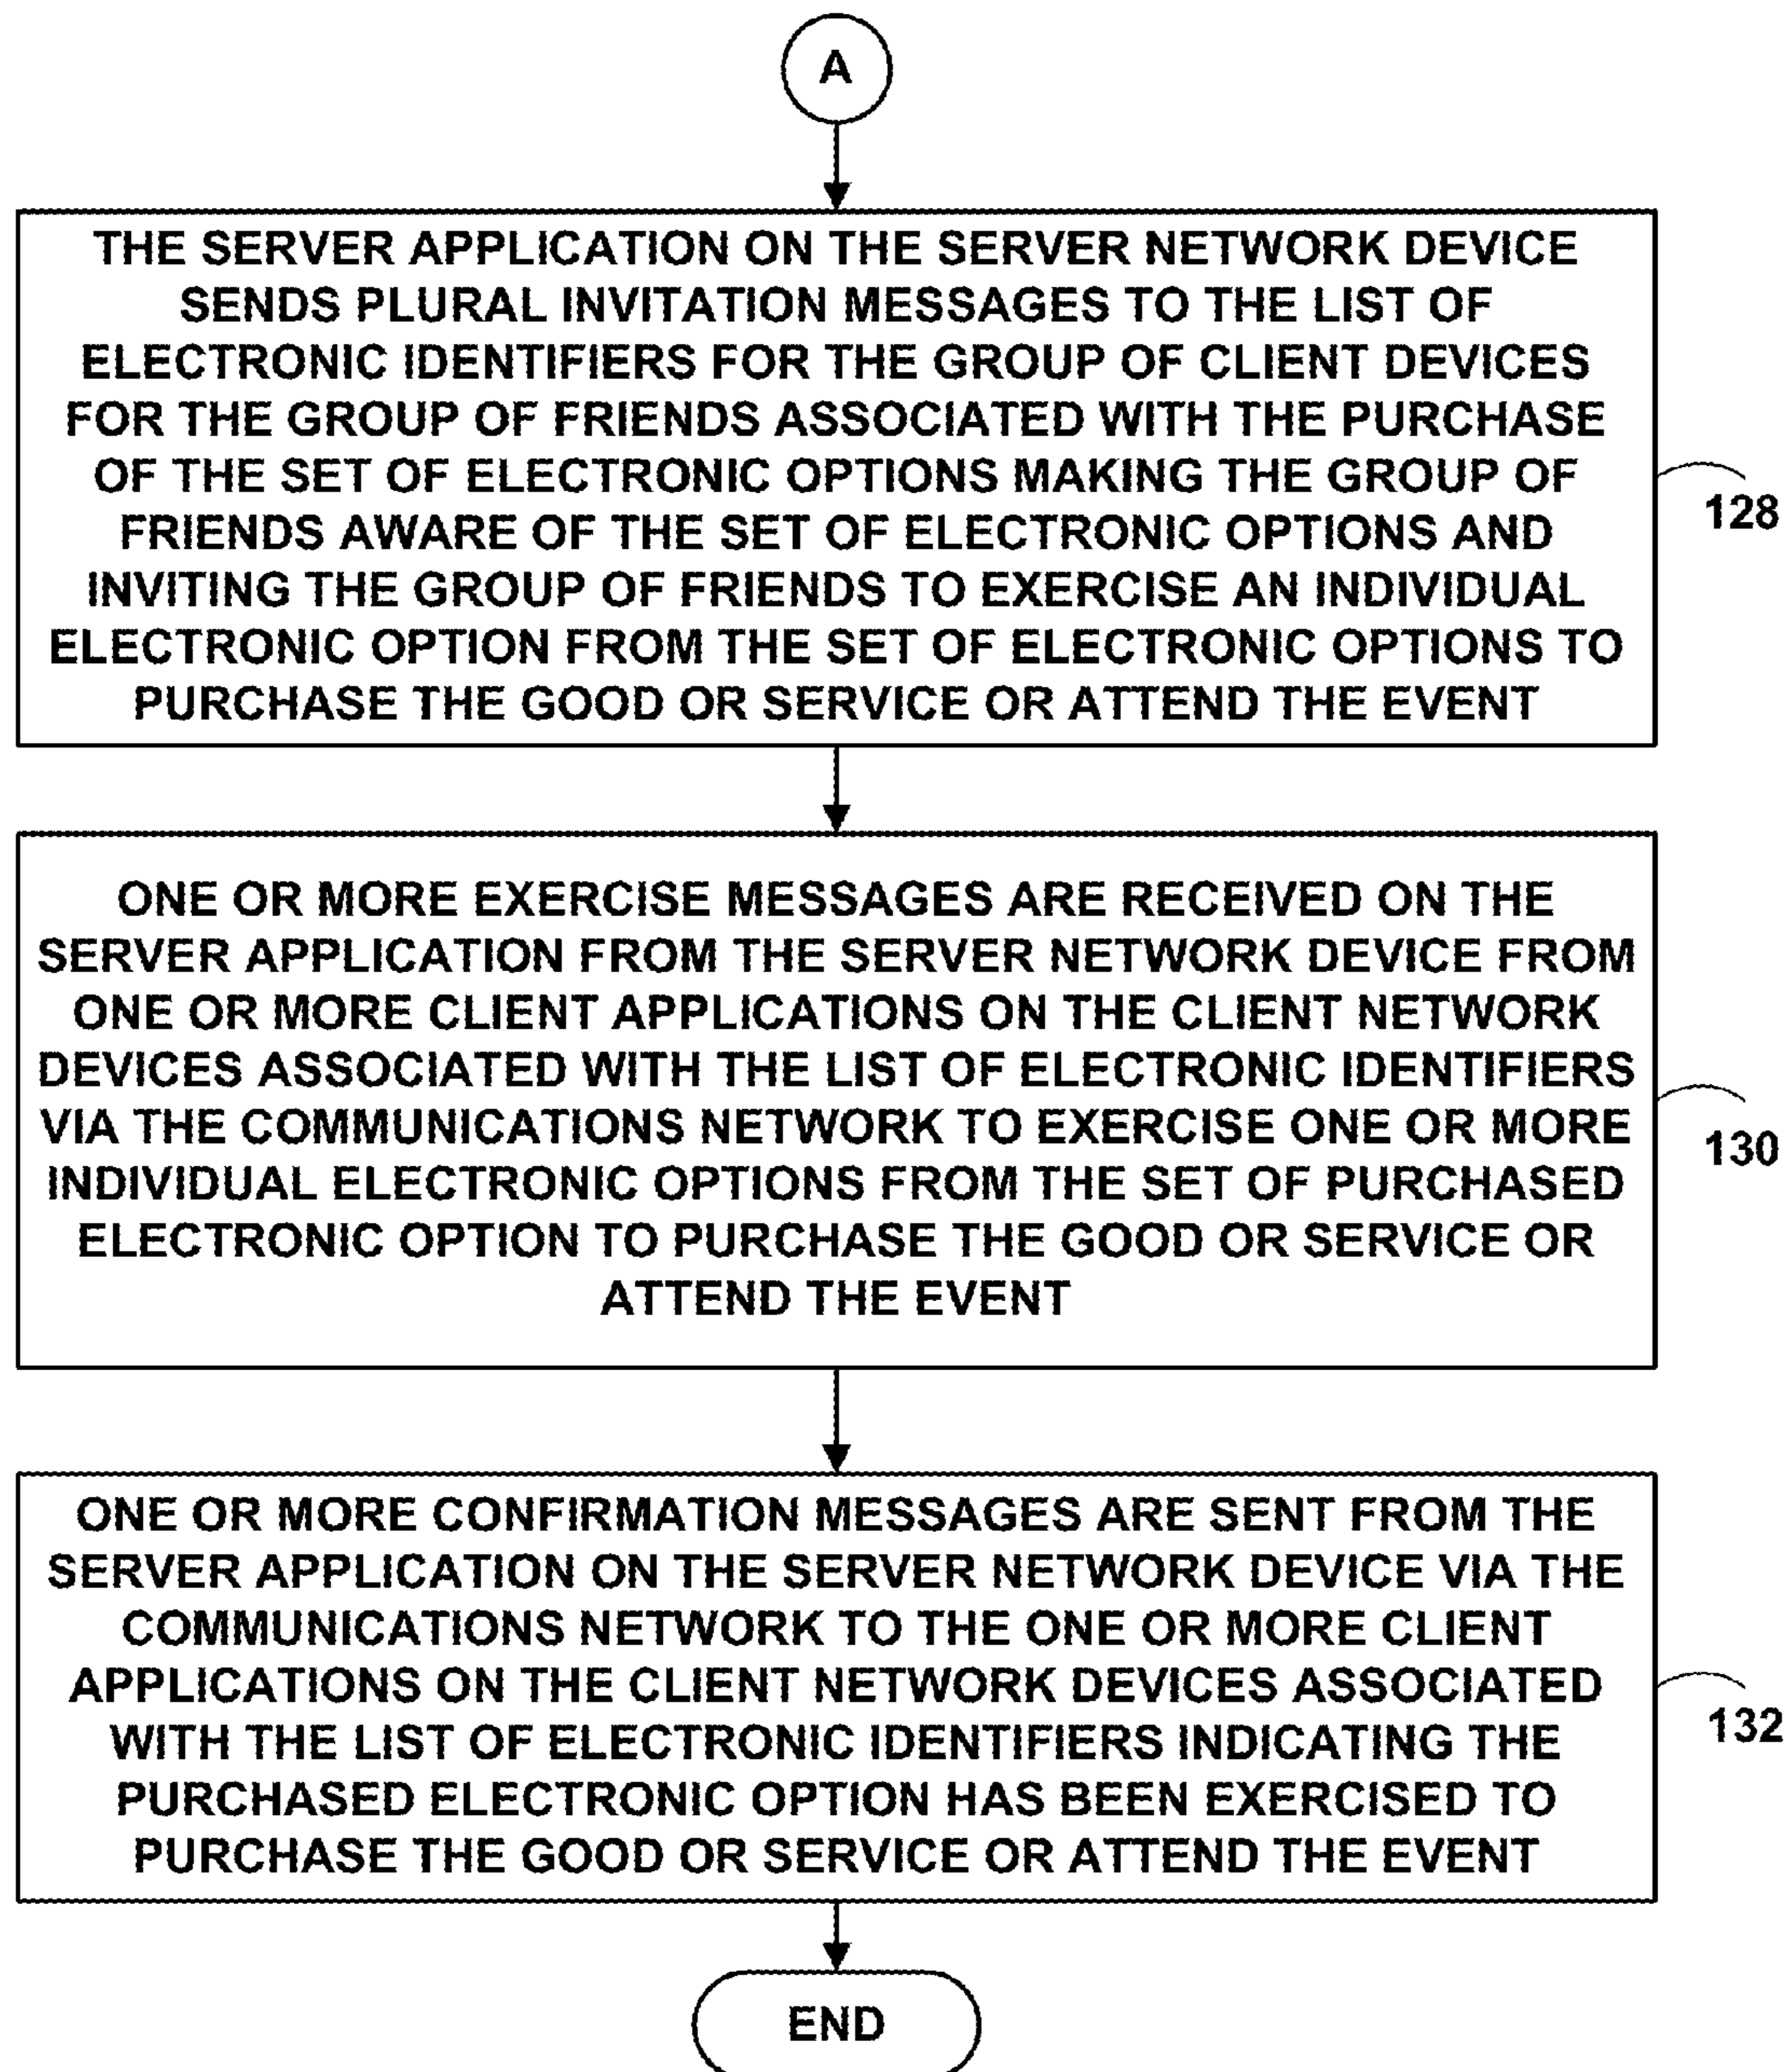 A
THE SERVER APPLICATION ON THE SERVER NETWORK DEVICE
SENDS PLURAL INVITATION MESSAGES TO THE LIST OF
ELECTRONIC IDENTIFIERS FOR THE GROUP OF CLIENT DEVICES
FOR THE GROUP OF FRIENDS ASSOCIATED WITH THE PURCHASE
OF THE SET OF ELECTRONIC OPTIONS MAKING THE GROUP OF
FRIENDS AWARE OF THE SET OF ELECTRONIC OPTIONS AND
INVITING THE GROUP OF FRIENDS TO EXERCISE AN INDIVIDUAL
ELECTRONIC OPTION FROM THE SET OF ELECTRONIC OPTIONS TO
PURCHASE THE GOOD OR SERVICE OR ATTEND THE EVENT
128
ONE OR MORE EXERCISE MESSAGES ARE RECEIVED ON THE
SERVER APPLICATION FROM THE SERVER NETWORK DEVICE FROM
ONE OR MORE CLIENT APPLICATIONS ON THE CLIENT NETWORK
DEVICES ASSOCIATED WITH THE LIST OF ELECTRONIC IDENTIFIERS
VIA THE COMMUNICATIONS NETWORK TO EXERCISE ONE OR MORE
INDIVIDUAL ELECTRONIC OPTIONS FROM THE SET OF PURCHASED
ELECTRONIC OPTION TO PURCHASE THE GOOD OR SERVICE OR
ATTEND THE EVENT
130
ONE OR MORE CONFIRMATION MESSAGES ARE SENT FROM THE
SERVER APPLICATION ON THE SERVER NETWORK DEVICE VIA THE
COMMUNICATIONS NETWORK TO THE ONE OR MORE CLIENT
APPLICATIONS ON THE CLIENT NETWORK DEVICES ASSOCIATED
WITH THE LIST OF ELECTRONIC IDENTIFIERS INDICATING THE
PURCHASED ELECTRONIC OPTION HAS BEEN EXERCISED TO
PURCHASE THE GOOD OR SERVICE OR ATTEND THE EVENT
132
END